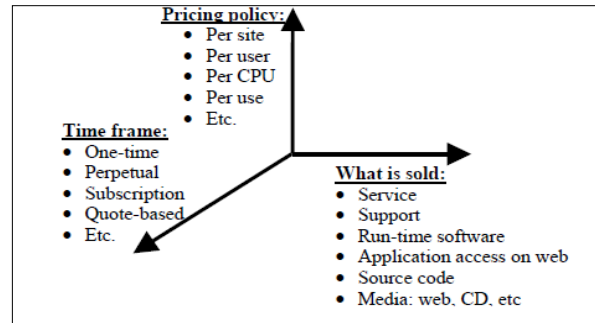 Pricing policy:
• Per site
• Per user
• Per CPU
• Per use
• Etc.
Time frame:
• One-time
• Perpetual
• Subscription
• Quote-based
• Etc.
What is sold:
• Service
• Support
• Run-time software
• Application access on web
• Source code
• Media: web, CD, etc